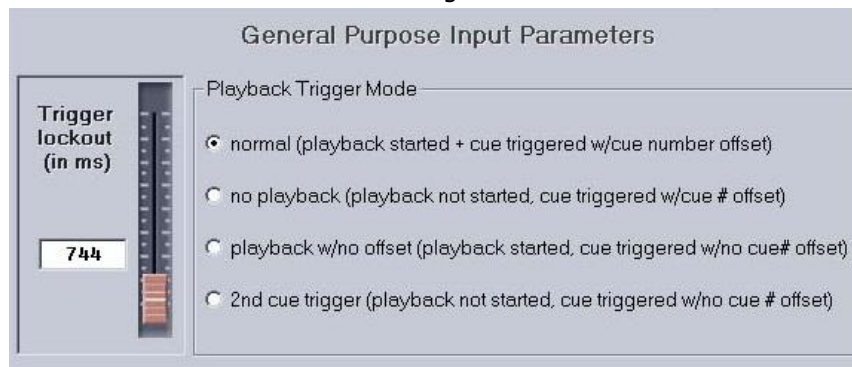 General Purpose Input Parameters
Trigger
lockout
(in ms)
744
Playback Trigger Mode
normal (playback started + cue triggered w/cue number offset)
no playback (playback not started, cue triggered w/cue # offset)
playback w/no offset (playback started, cue triggered w/no cue# offset)
2nd cue trigger (playback not started, cue triggered w/no cue # offset)